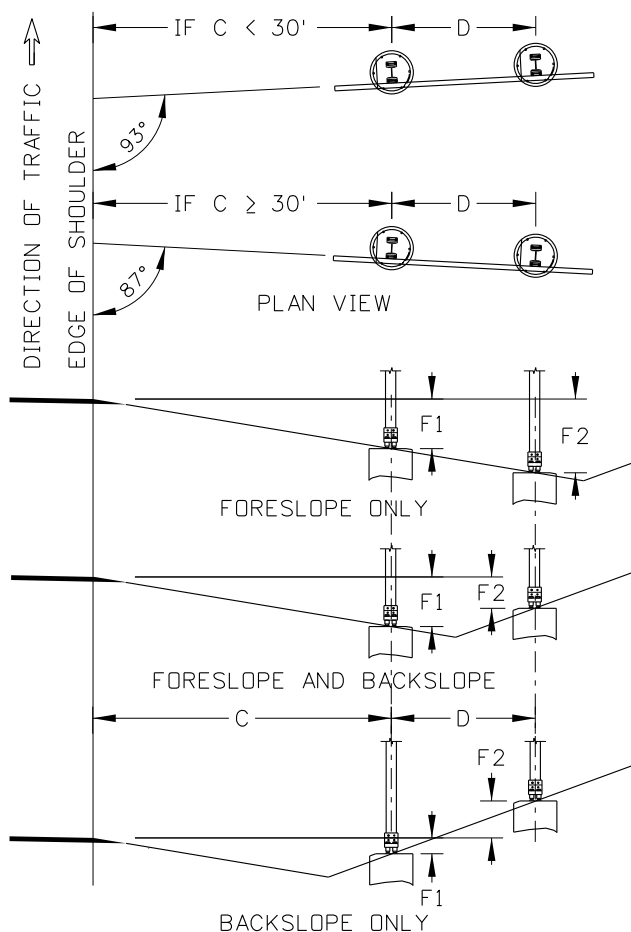 DIRECTION OF TRAFFIC
EDGE OF SHOULDER
IF C < 30'
D
93°
IF C ≥ 30'
D
87°
PLAN VIEW
F1
F2
FORESLOPE ONLY
F1
F2
FORESLOPE AND BACKSLOPE
C
D
F2
F1
BACKSLOPE ONLY